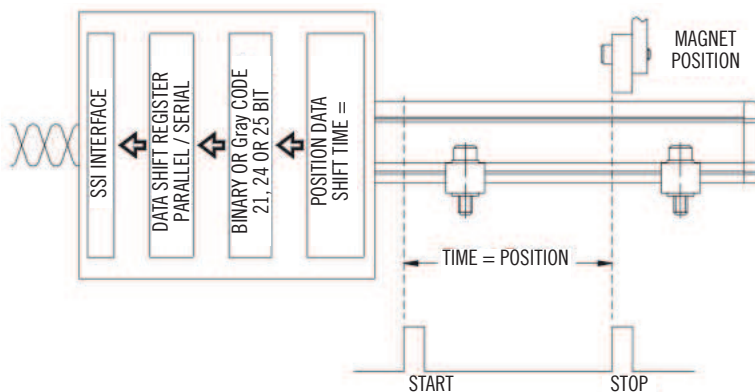 SSI INTERFACE
DATA SHIFT REGISTER
PARALLEL / SERIAL
BINARY OR Gray CODE
21, 24 OR 25 BIT
POSITION DATA
SHIFT TIME =
MAGNET
POSITION
TIME = POSITION
START
STOP